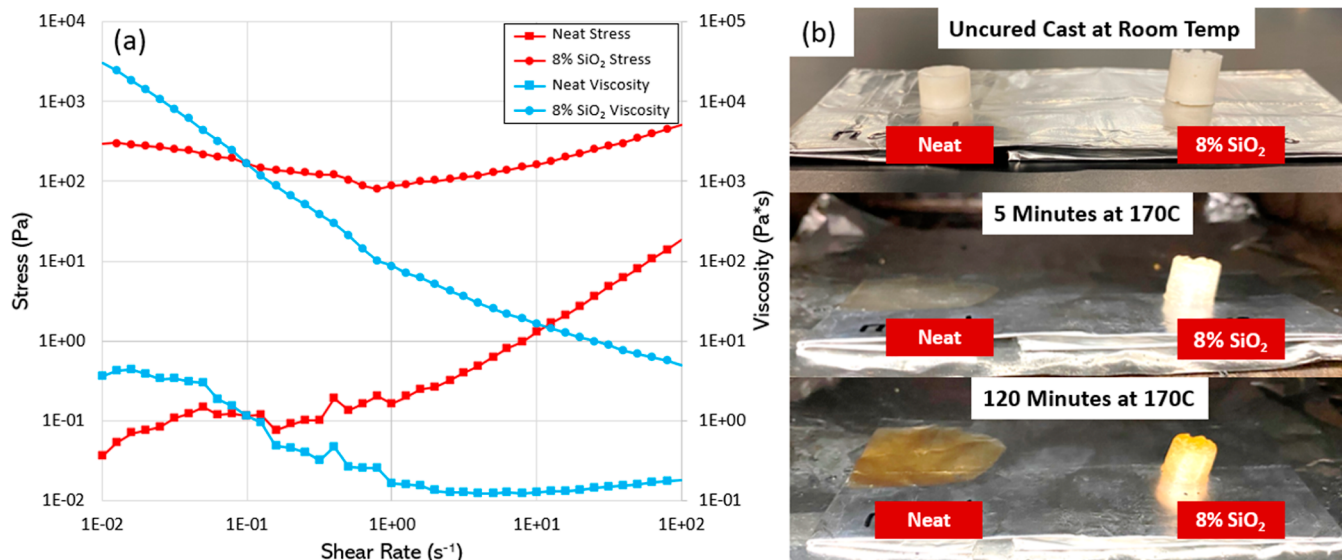 (a)
Neat Stress
8% SiO₂ Stress
Neat Viscosity
8% SiO₂ Viscosity
1E+04
1E+03
1E+02
1E+01
1E+00
1E-01
1E-02
Stress (Pa)
1E+05
1E+04
1E+03
1E+02
1E+01
1E+00
1E-01
Viscosity (Pa*s)
1E-02 1E-01 1E+00 1E+01 1E+02
Shear Rate (s⁻¹)
(b)
Uncured Cast at Room Temp
Neat 8% SiO₂
5 Minutes at 170C
Neat 8% SiO₂
120 Minutes at 170C
Neat 8% SiO₂